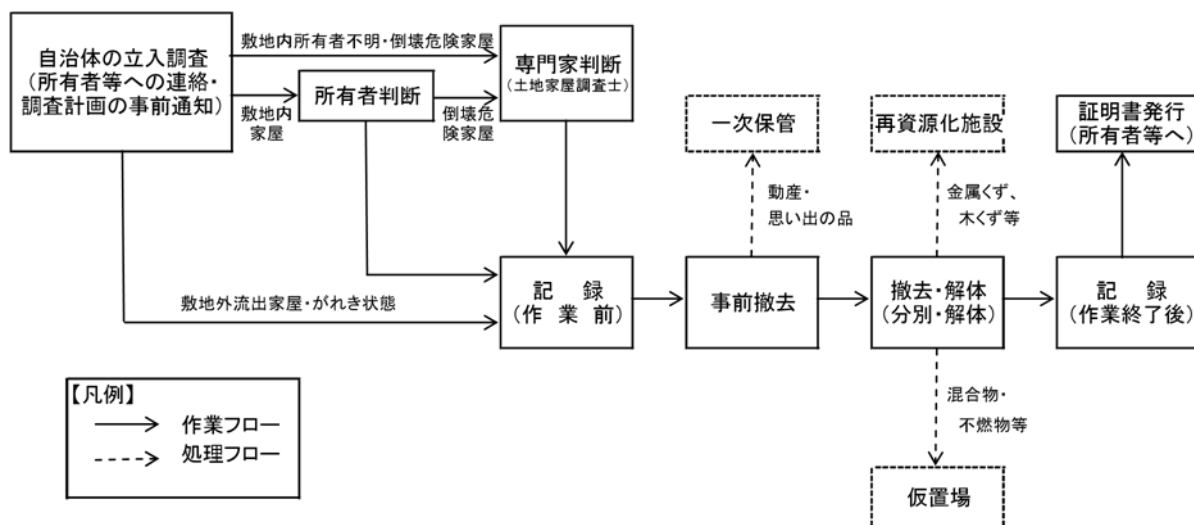 自治体の立入調査
(所有者等への連絡・
調査計画の事前通知)
敷地内所有者不明・倒壊危険家屋
敷地内
家屋
所有者判断
倒壊危
険家屋
専門家判断
(土地家屋調査士)
敷地外流出家屋・がれき状態
記 録
(作 業 前)
事前撤去
動産・
思い出の品
一次保管
撤去・解体
(分別・解体)
金属くず、
木くず等
再資源化施設
混合物・
不燃物等
仮置場
記 録
(作業終了後)
証明書発行
(所有者等へ)
【凡例】
作業フロー
処理フロー